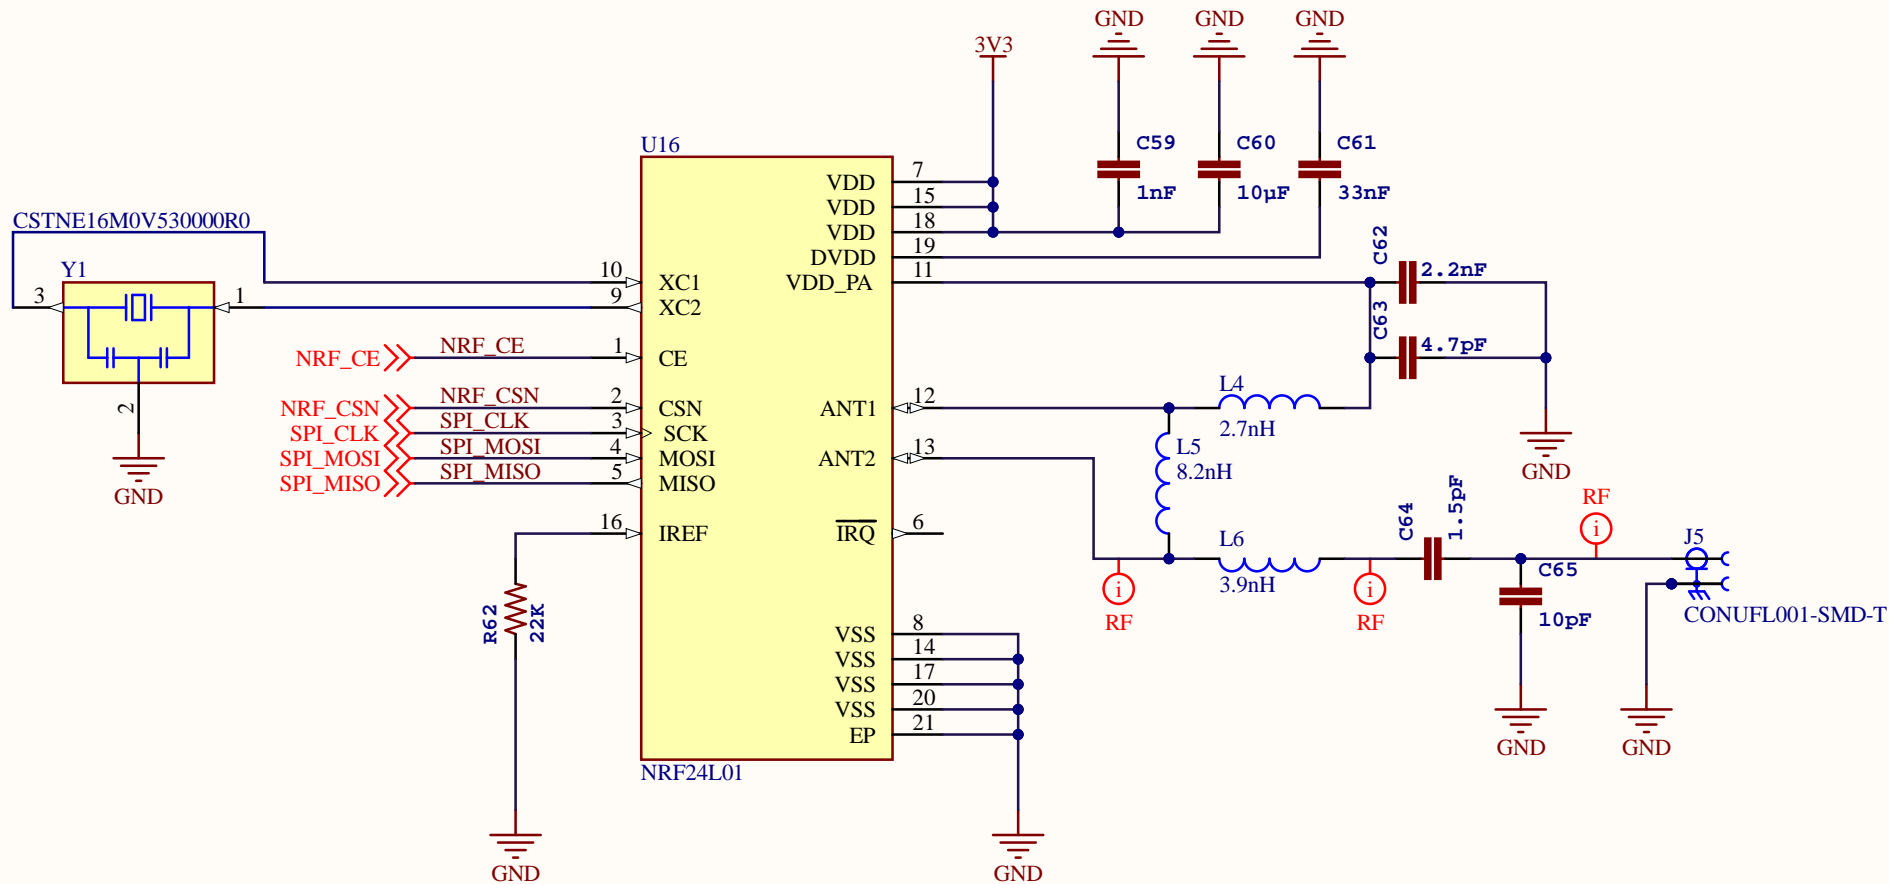 GND
GND
GND
3V3
C59
1nF
C60
10µF
C61
33nF
U16
VDD 7
VDD 15
VDD 18
DVDD 19
VDD_PA 11
CSTNE16M0V530000R0
Y1
3
1
2
GND
10 XC1
9 XC2
NRF_CE NRF_CE 1 CE
NRF_CSN NRF_CSN 2 CSN
SPI_CLK SPI_CLK 3 SCK
SPI_MOSI SPI_MOSI 4 MOSI
SPI_MISO SPI_MISO 5 MISO
16 IREF
ANT1 12
ANT2 13
IRQ 6
VSS 8
VSS 14
VSS 17
VSS 20
EP 21
NRF24L01
R62
22K
GND
GND
C62
2.2nF
C63
4.7pF
GND
L4
2.7nH
L5
8.2nH
L6
3.9nH
i
RF
i
RF
C64
1.5pF
RF
i
C65
10pF
GND
J5
CONUFL001-SMD-T
GND